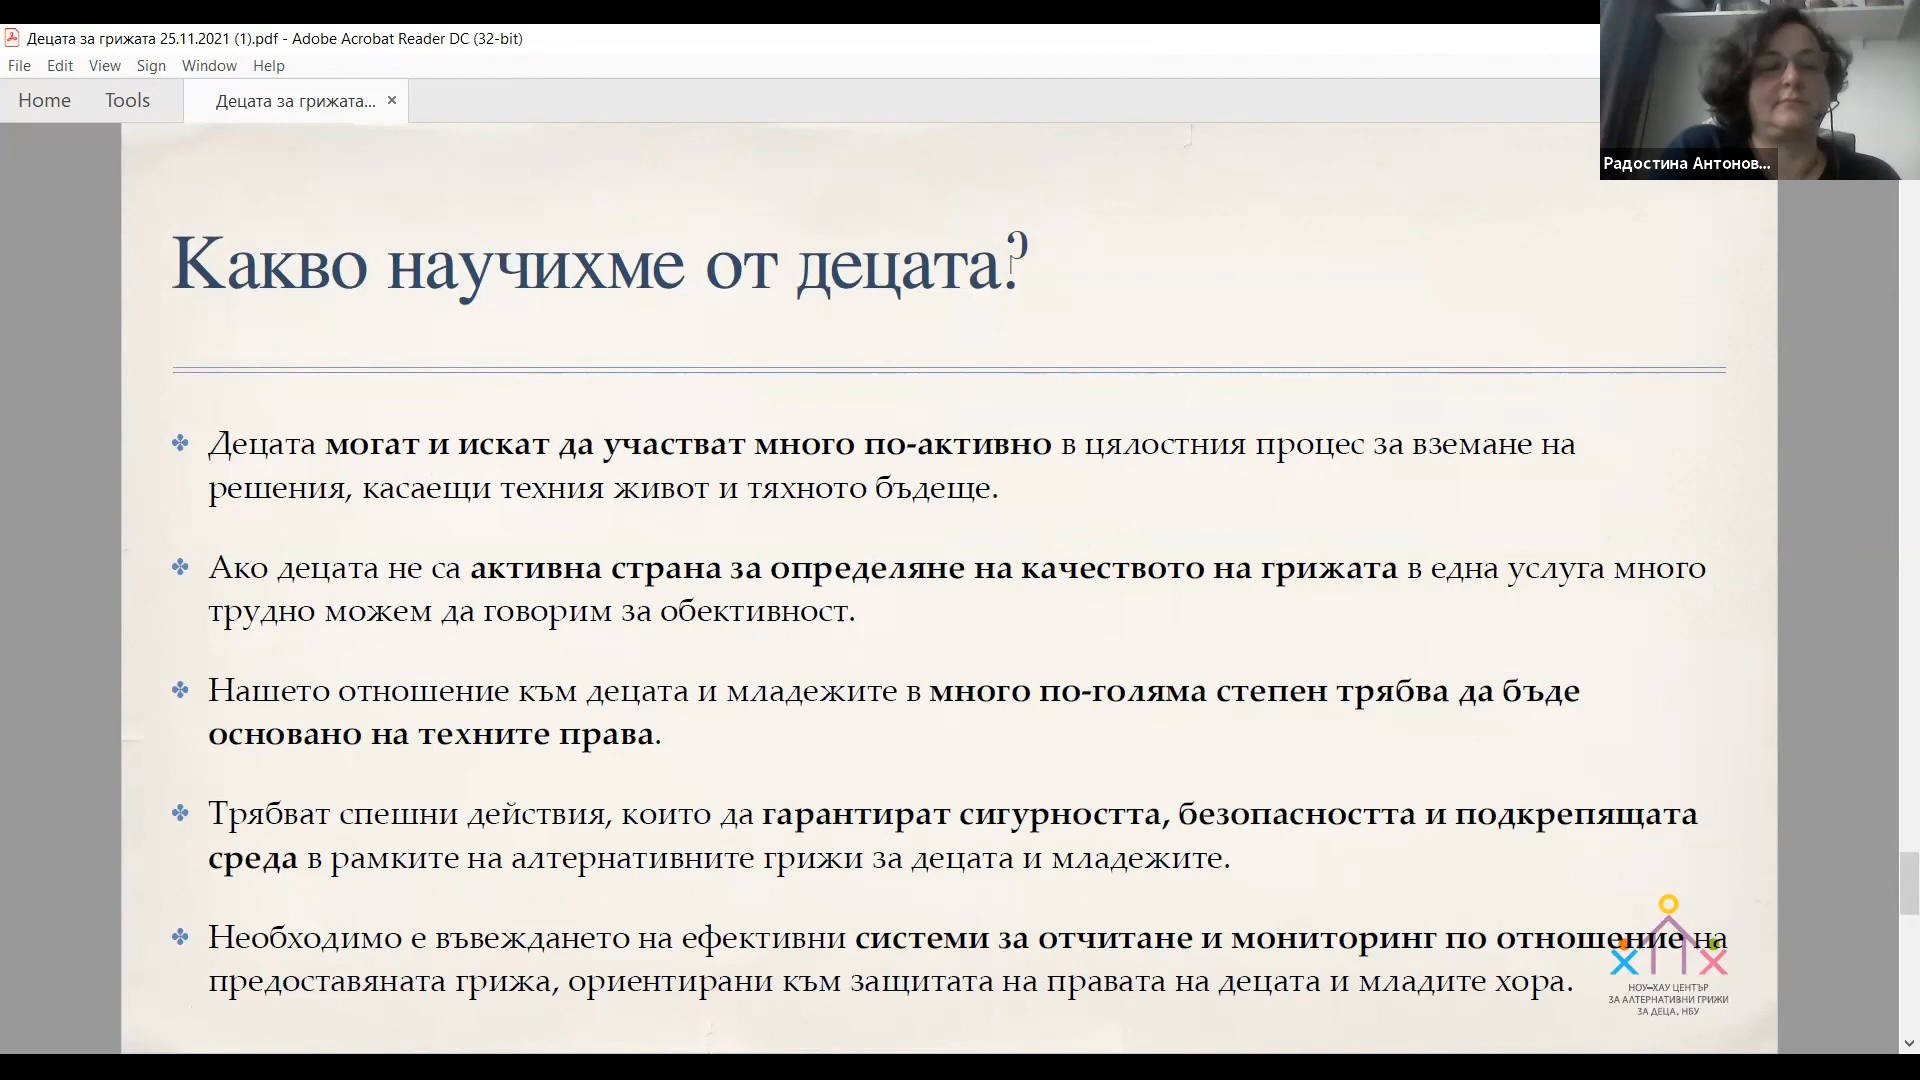 Децата за грижата 25.11.2021 (1).pdf - Adobe Acrobat Reader DC (32-bit)
File Edit View Sign Window Help
Home Tools Децата за грижата... ×
Радостина Антонов...
Какво научихме от децата?
Децата могат и искат да участват много по-активно в цялостния процес за вземане на
решения, касаещи техния живот и тяхното бъдеще.
Ако децата не са активна страна за определяне на качеството на грижата в една услуга много
трудно можем да говорим за обективност.
Нашето отношение към децата и младежите в много по-голяма степен трябва да бъде
основано на техните права.
Трябват спешни действия, които да гарантират сигурността, безопасността и подкрепящата
среда в рамките на алтернативните грижи за децата и младежите.
Необходимо е въвеждането на ефективни системи за отчитане и мониторинг по отношение на
предоставяната грижа, ориентирани към защитата на правата на децата и младите хора.
НОУ-ХАУ ЦЕНТЪР
ЗА АЛТЕРНАТИВНИ ГРИЖИ
ЗА ДЕЦА, НБУ